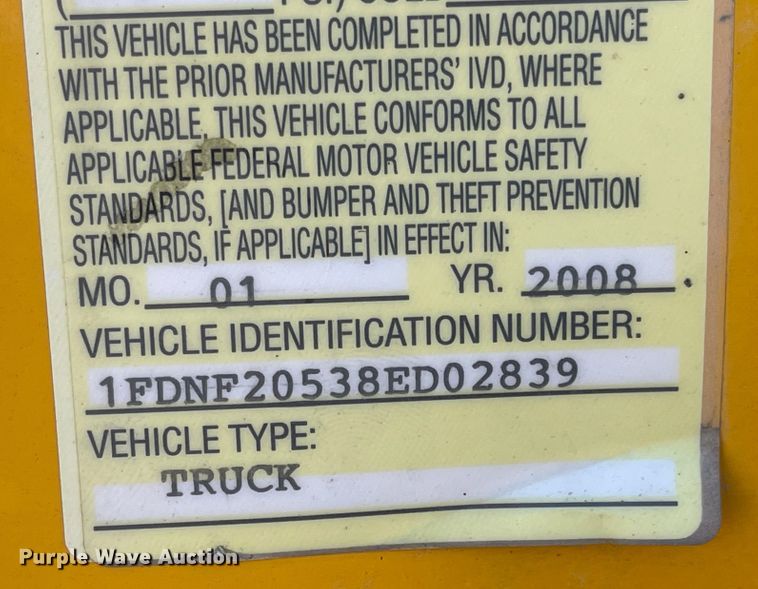 THIS VEHICLE HAS BEEN COMPLETED IN ACCORDANCE
WITH THE PRIOR MANUFACTURERS' IVD, WHERE
APPLICABLE. THIS VEHICLE CONFORMS TO ALL
APPLICABLE FEDERAL MOTOR VEHICLE SAFETY
STANDARDS, [AND BUMPER AND THEFT PREVENTION
STANDARDS, IF APPLICABLE] IN EFFECT IN:
MO. 01 YR. 2008
VEHICLE IDENTIFICATION NUMBER:
1FDNF20538ED02839
VEHICLE TYPE:
TRUCK
Purple Wave Auction